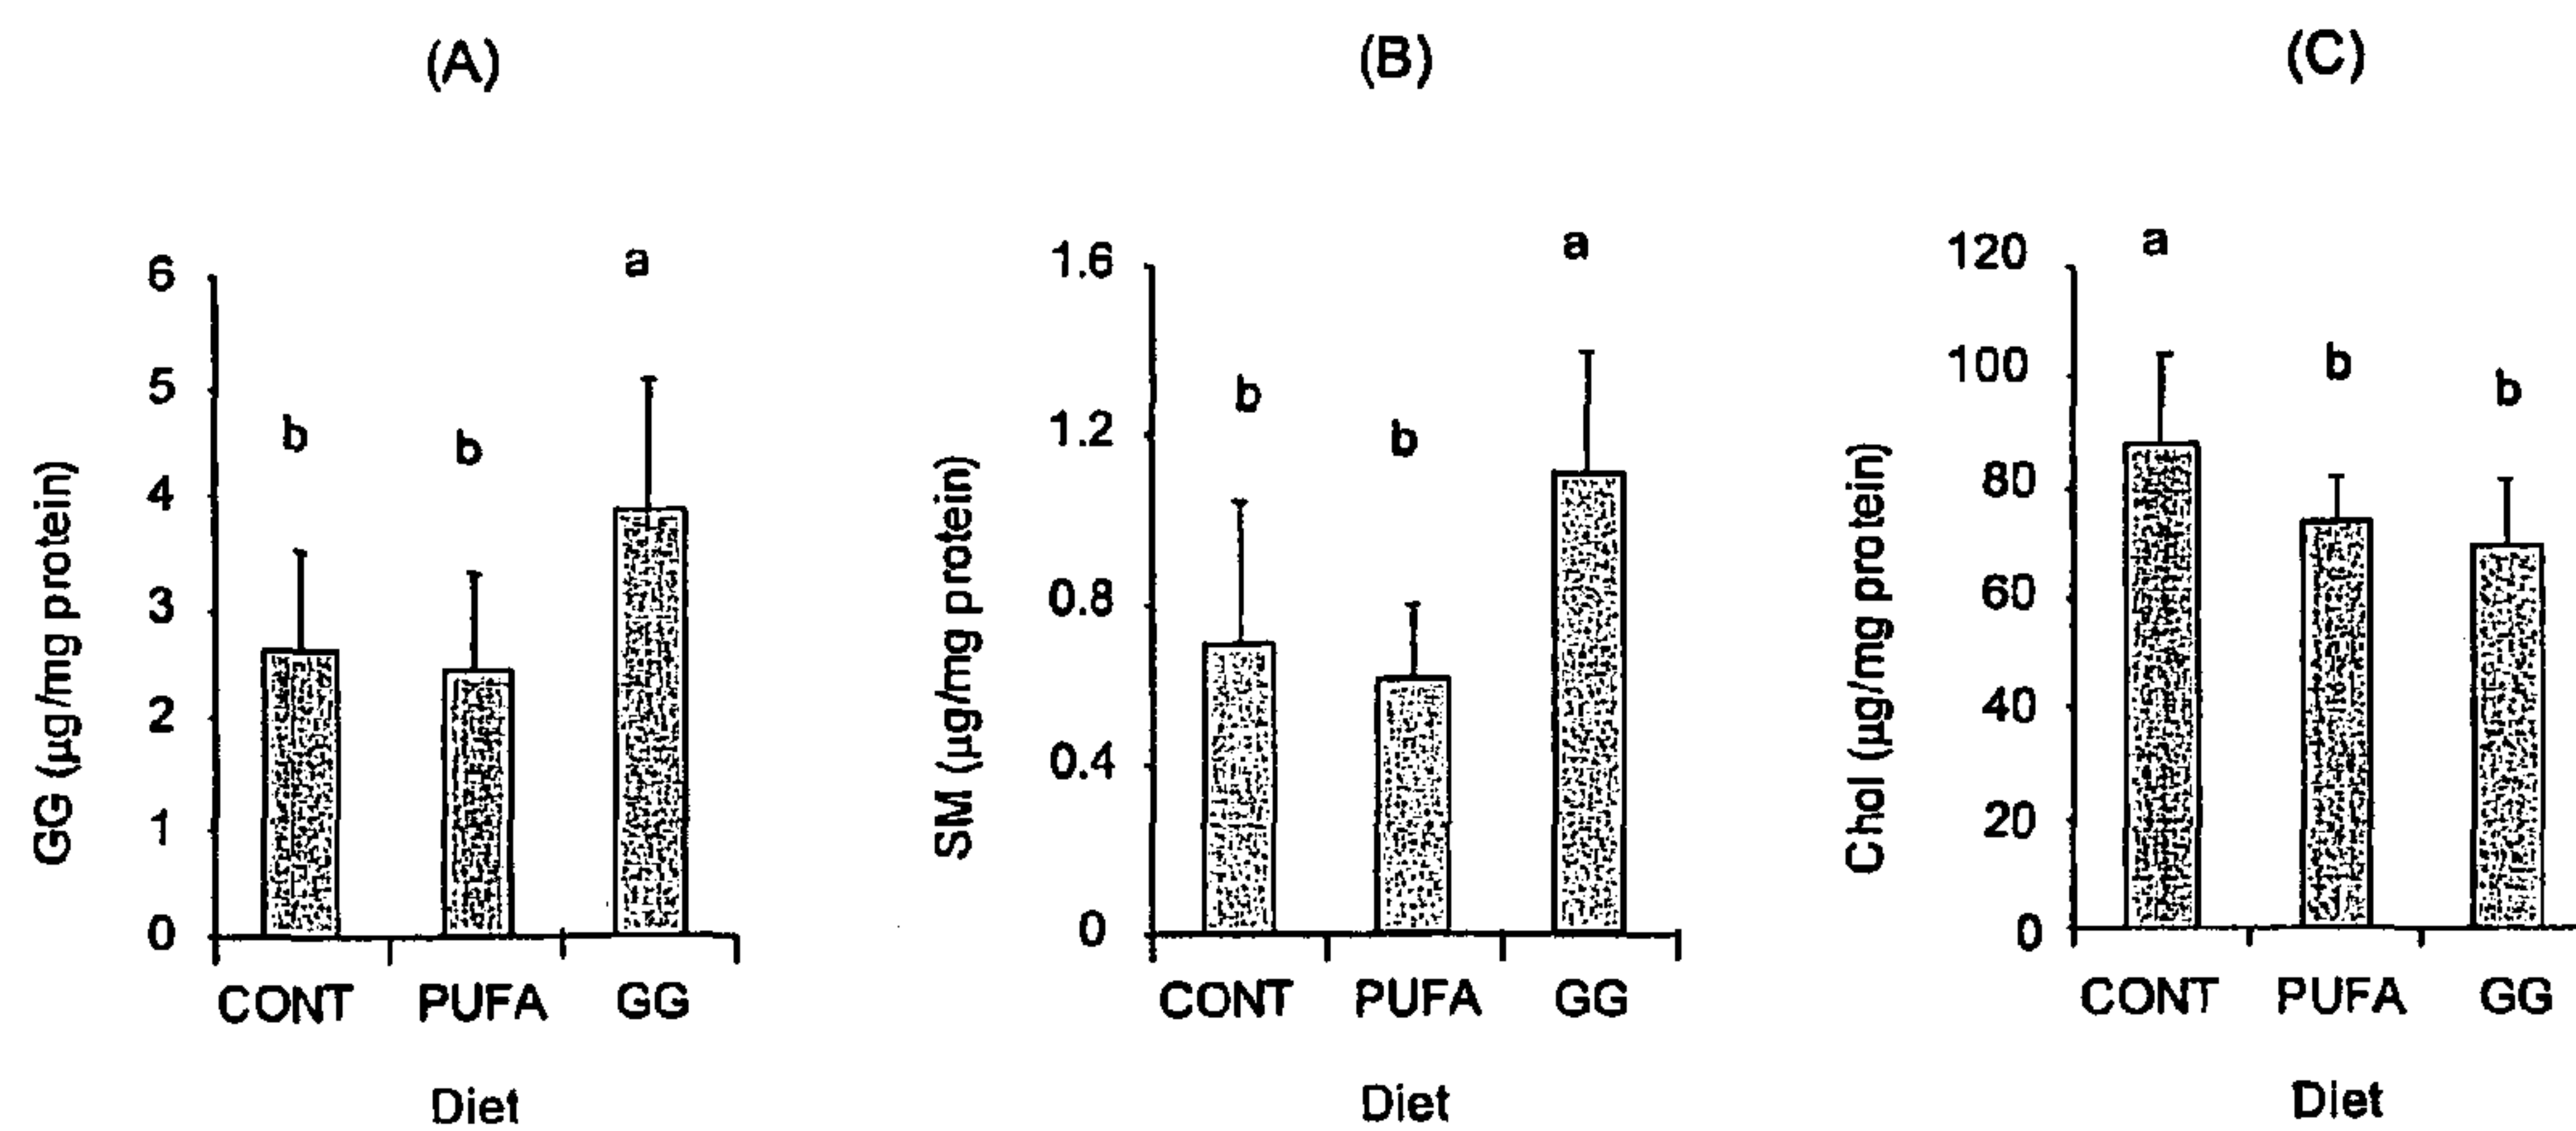 (A)
(B)
(C)
GG (µg/mg protein)
6
5
4
3
2
1
0
b
b
a
CONT PUFA GG
Diet
SM (µg/mg protein)
1.6
1.2
0.8
0.4
0
b
b
a
CONT PUFA GG
Diet
Chol (µg/mg protein)
120
100
80
60
40
20
0
a
b
b
CONT PUFA GG
Diet